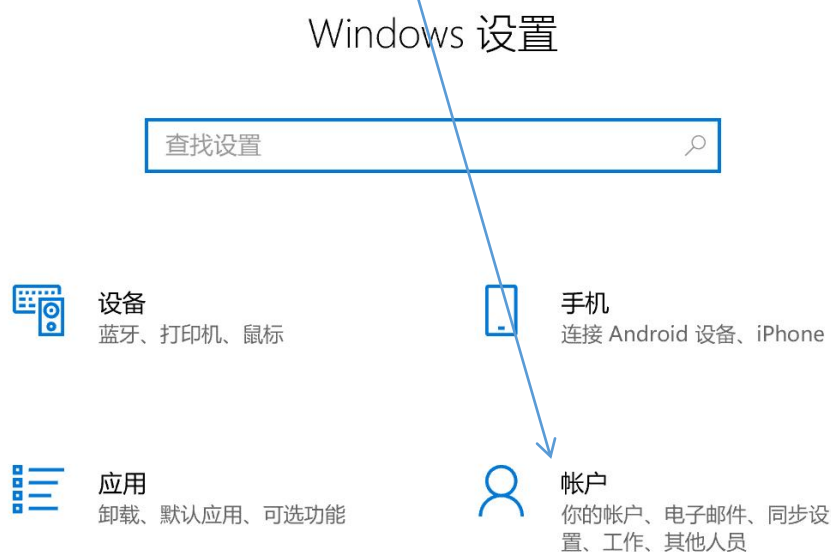 Windows 设置
查找设置
设备
蓝牙、打印机、鼠标
手机
连接 Android 设备、iPhone
应用
卸载、默认应用、可选功能
帐户
你的帐户、电子邮件、同步设
置、工作、其他人员